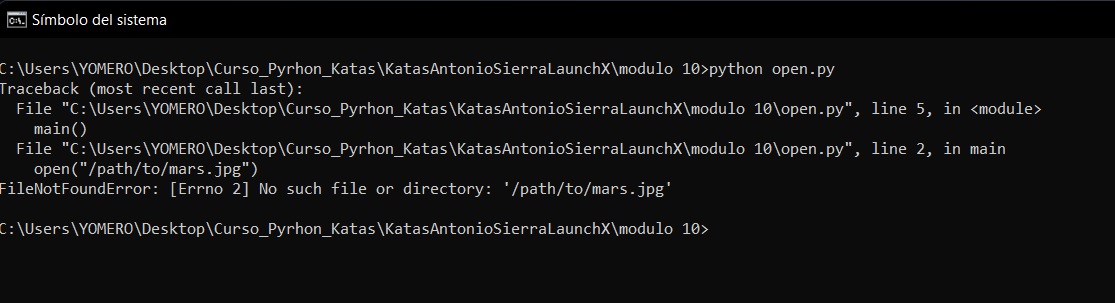 Símbolo del sistema
C:\Users\YOMERO\Desktop\Curso_Pyrhon_Katas\KatasAntonioSierraLaunchX\modulo 10>python open.py
Traceback (most recent call last):
  File "C:\Users\YOMERO\Desktop\Curso_Pyrhon_Katas\KatasAntonioSierraLaunchX\modulo 10\open.py", line 5, in <module>
    main()
  File "C:\Users\YOMERO\Desktop\Curso_Pyrhon_Katas\KatasAntonioSierraLaunchX\modulo 10\open.py", line 2, in main
    open("/path/to/mars.jpg")
FileNotFoundError: [Errno 2] No such file or directory: '/path/to/mars.jpg'
C:\Users\YOMERO\Desktop\Curso_Pyrhon_Katas\KatasAntonioSierraLaunchX\modulo 10>